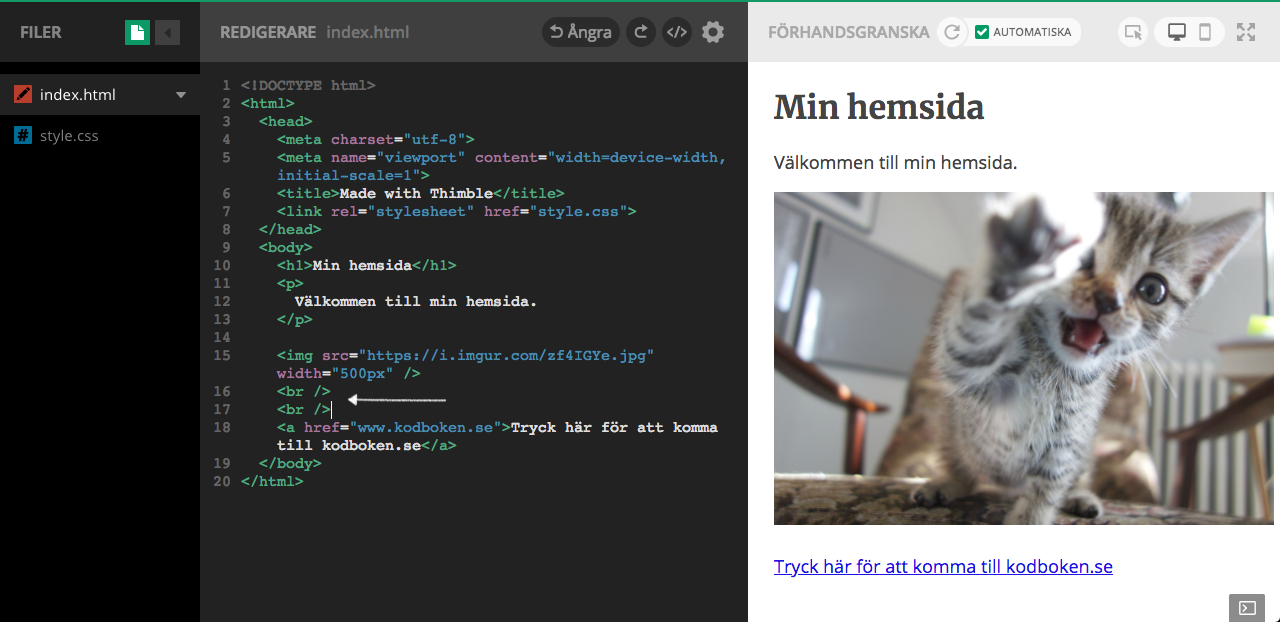 FILER
index.html
style.css
REDIGERARE index.html
Ångra
</>
1 <!DOCTYPE html>
2 <html>
3 <head>
4 <meta charset="utf-8">
5 <meta name="viewport" content="width=device-width,
initial-scale=1">
6 <title>Made with Thimble</title>
7 <link rel="stylesheet" href="style.css">
8 </head>
9 <body>
10 <h1>Min hemsida</h1>
11 <p>
12 Välkommen till min hemsida.
13 </p>
14
15 <img src="https://i.imgur.com/zf4IGYe.jpg"
width="500px" />
16 <br />
17 <br />
18 <a href="www.kodboken.se">Tryck här för att komma
till kodboken.se</a>
19 </body>
20 </html>
FÖRHANDSGRANSKA
AUTOMATISKA
Min hemsida
Välkommen till min hemsida.
Tryck här för att komma till kodboken.se